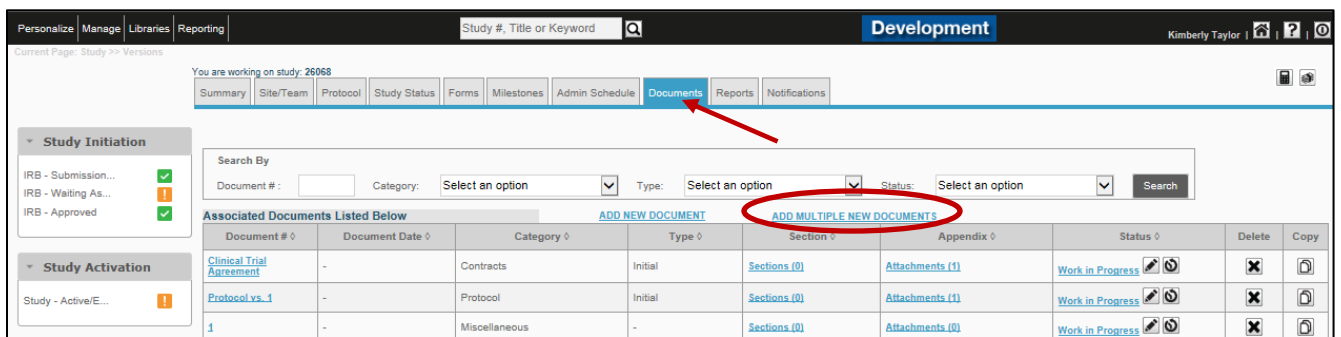 Personalize Manage Libraries Reporting Study #, Title or Keyword Development Kimberly Taylor | | ? |
Current Page: Study >> Versions
You are working on study: 26068
Summary Site/Team Protocol Study Status Forms Milestones Admin Schedule Documents Reports Notifications
Study Initiation
IRB - Submission...
IRB - Waiting As...
IRB - Approved
Study Activation
Study - Active/E...
Search By
Document # : Category: Select an option Type: Select an option Status: Select an option Search
Associated Documents Listed Below ADD NEW DOCUMENT ADD MULTIPLE NEW DOCUMENTS
Document # ◊ Document Date ◊ Category ◊ Type ◊ Section ◊ Appendix ◊ Status ◊ Delete Copy
Clinical Trial
Agreement - Contracts Initial Sections (0) Attachments (1) Work in Progress
Protocol vs. 1 - Protocol Initial Sections (0) Attachments (1) Work in Progress
1 - Miscellaneous - Sections (0) Attachments (0) Work in Progress